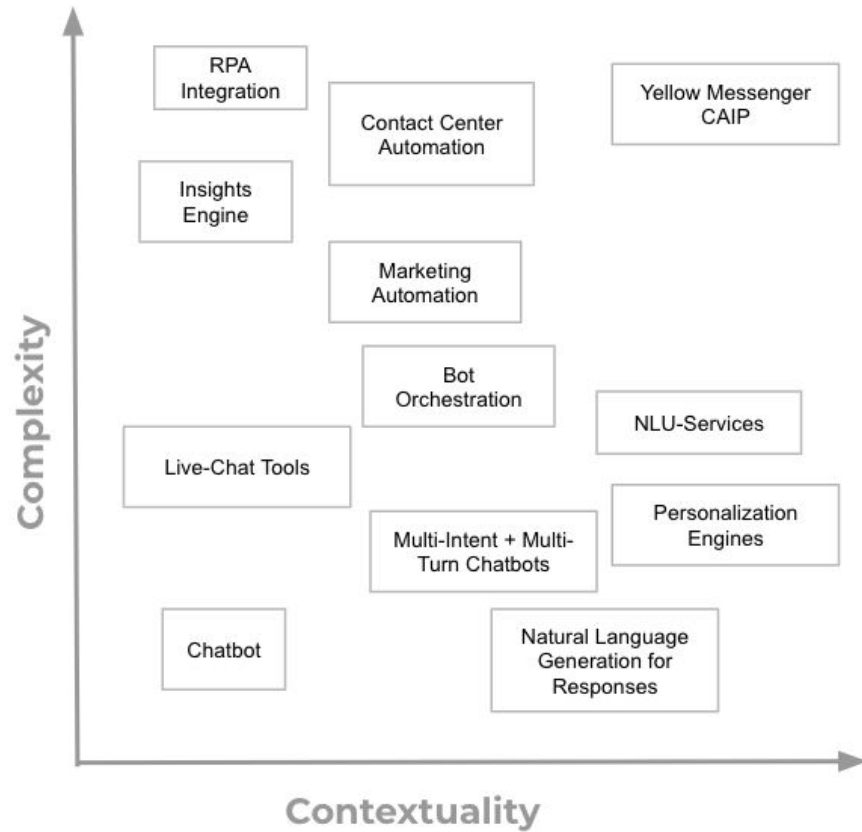 RPA
Integration
Yellow Messenger
CAIP
Contact Center
Automation
Insights
Engine
Marketing
Automation
Bot
Orchestration
NLU-Services
Live-Chat Tools
Personalization
Engines
Multi-Intent + Multi-
Turn Chatbots
Chatbot
Natural Language
Generation for
Responses
Complexity
Contextuality